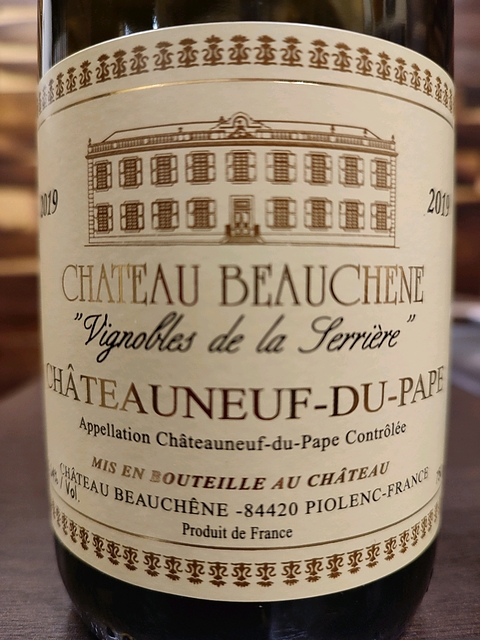 2019 2019
CHATEAU BEAUCHENE
"Vignobles de la Serrière"
CHÂTEAUNEUF-DU-PAPE
Appellation Châteauneuf-du-Pape Contrôlée
MIS EN BOUTEILLE AU CHÂTEAU
% / Vol.
CHÂTEAU BEAUCHÊNE -84420 PIOLENC-FRANCE
Produit de France